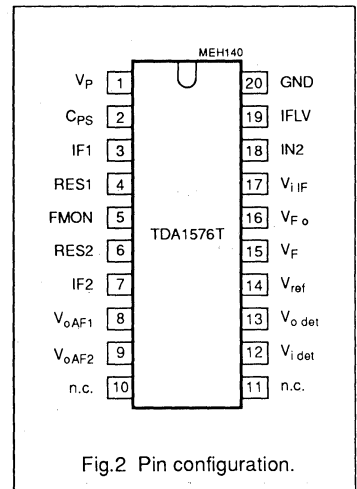 MEH140
VP 1 20 GND
CPS 2 19 IFLV
IF1 3 18 IN2
RES1 4 17 Vi IF
FMON 5 16 VF o
TDA1576T
RES2 6 15 VF
IF2 7 14 Vref
VoAF1 8 13 Vo det
VoAF2 9 12 Vi det
n.c. 10 11 n.c.
Fig.2 Pin configuration.